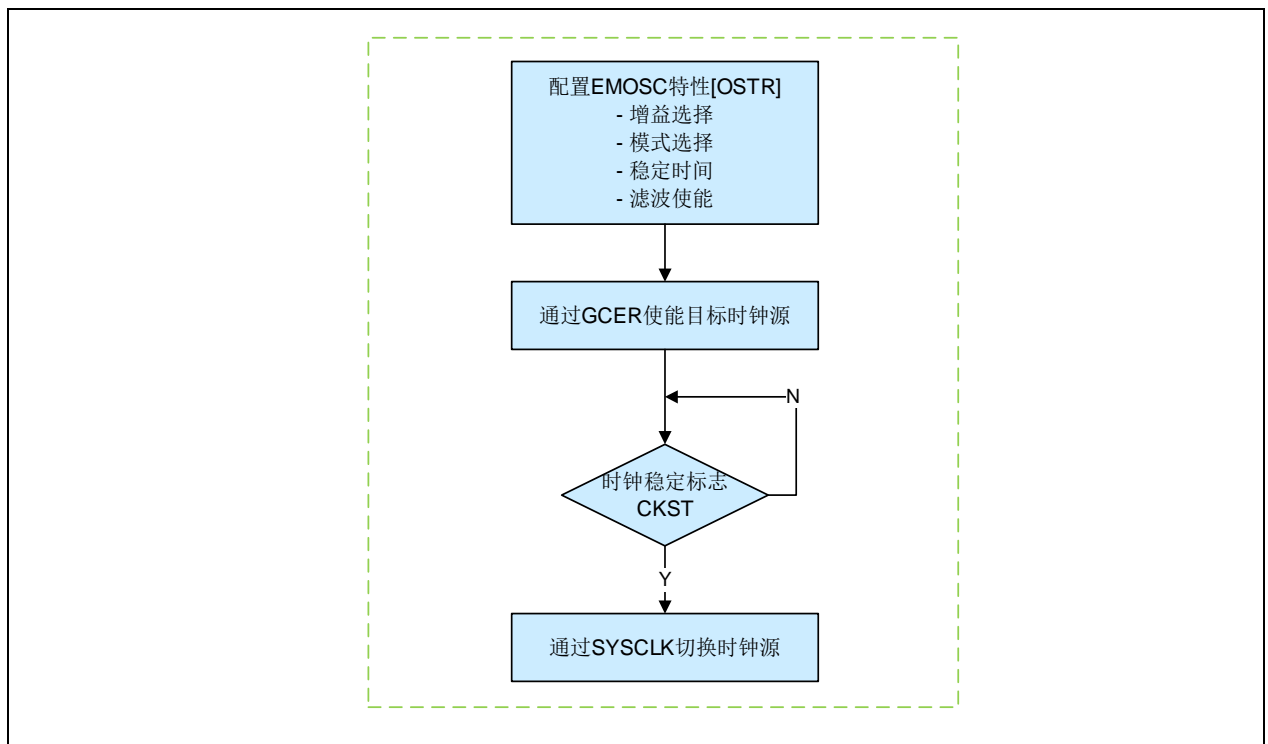 配置EMOSC特性[OSTR]
- 增益选择
- 模式选择
- 稳定时间
- 滤波使能
通过GCER使能目标时钟源
N
时钟稳定标志
CKST
Y
通过SYSCLK切换时钟源